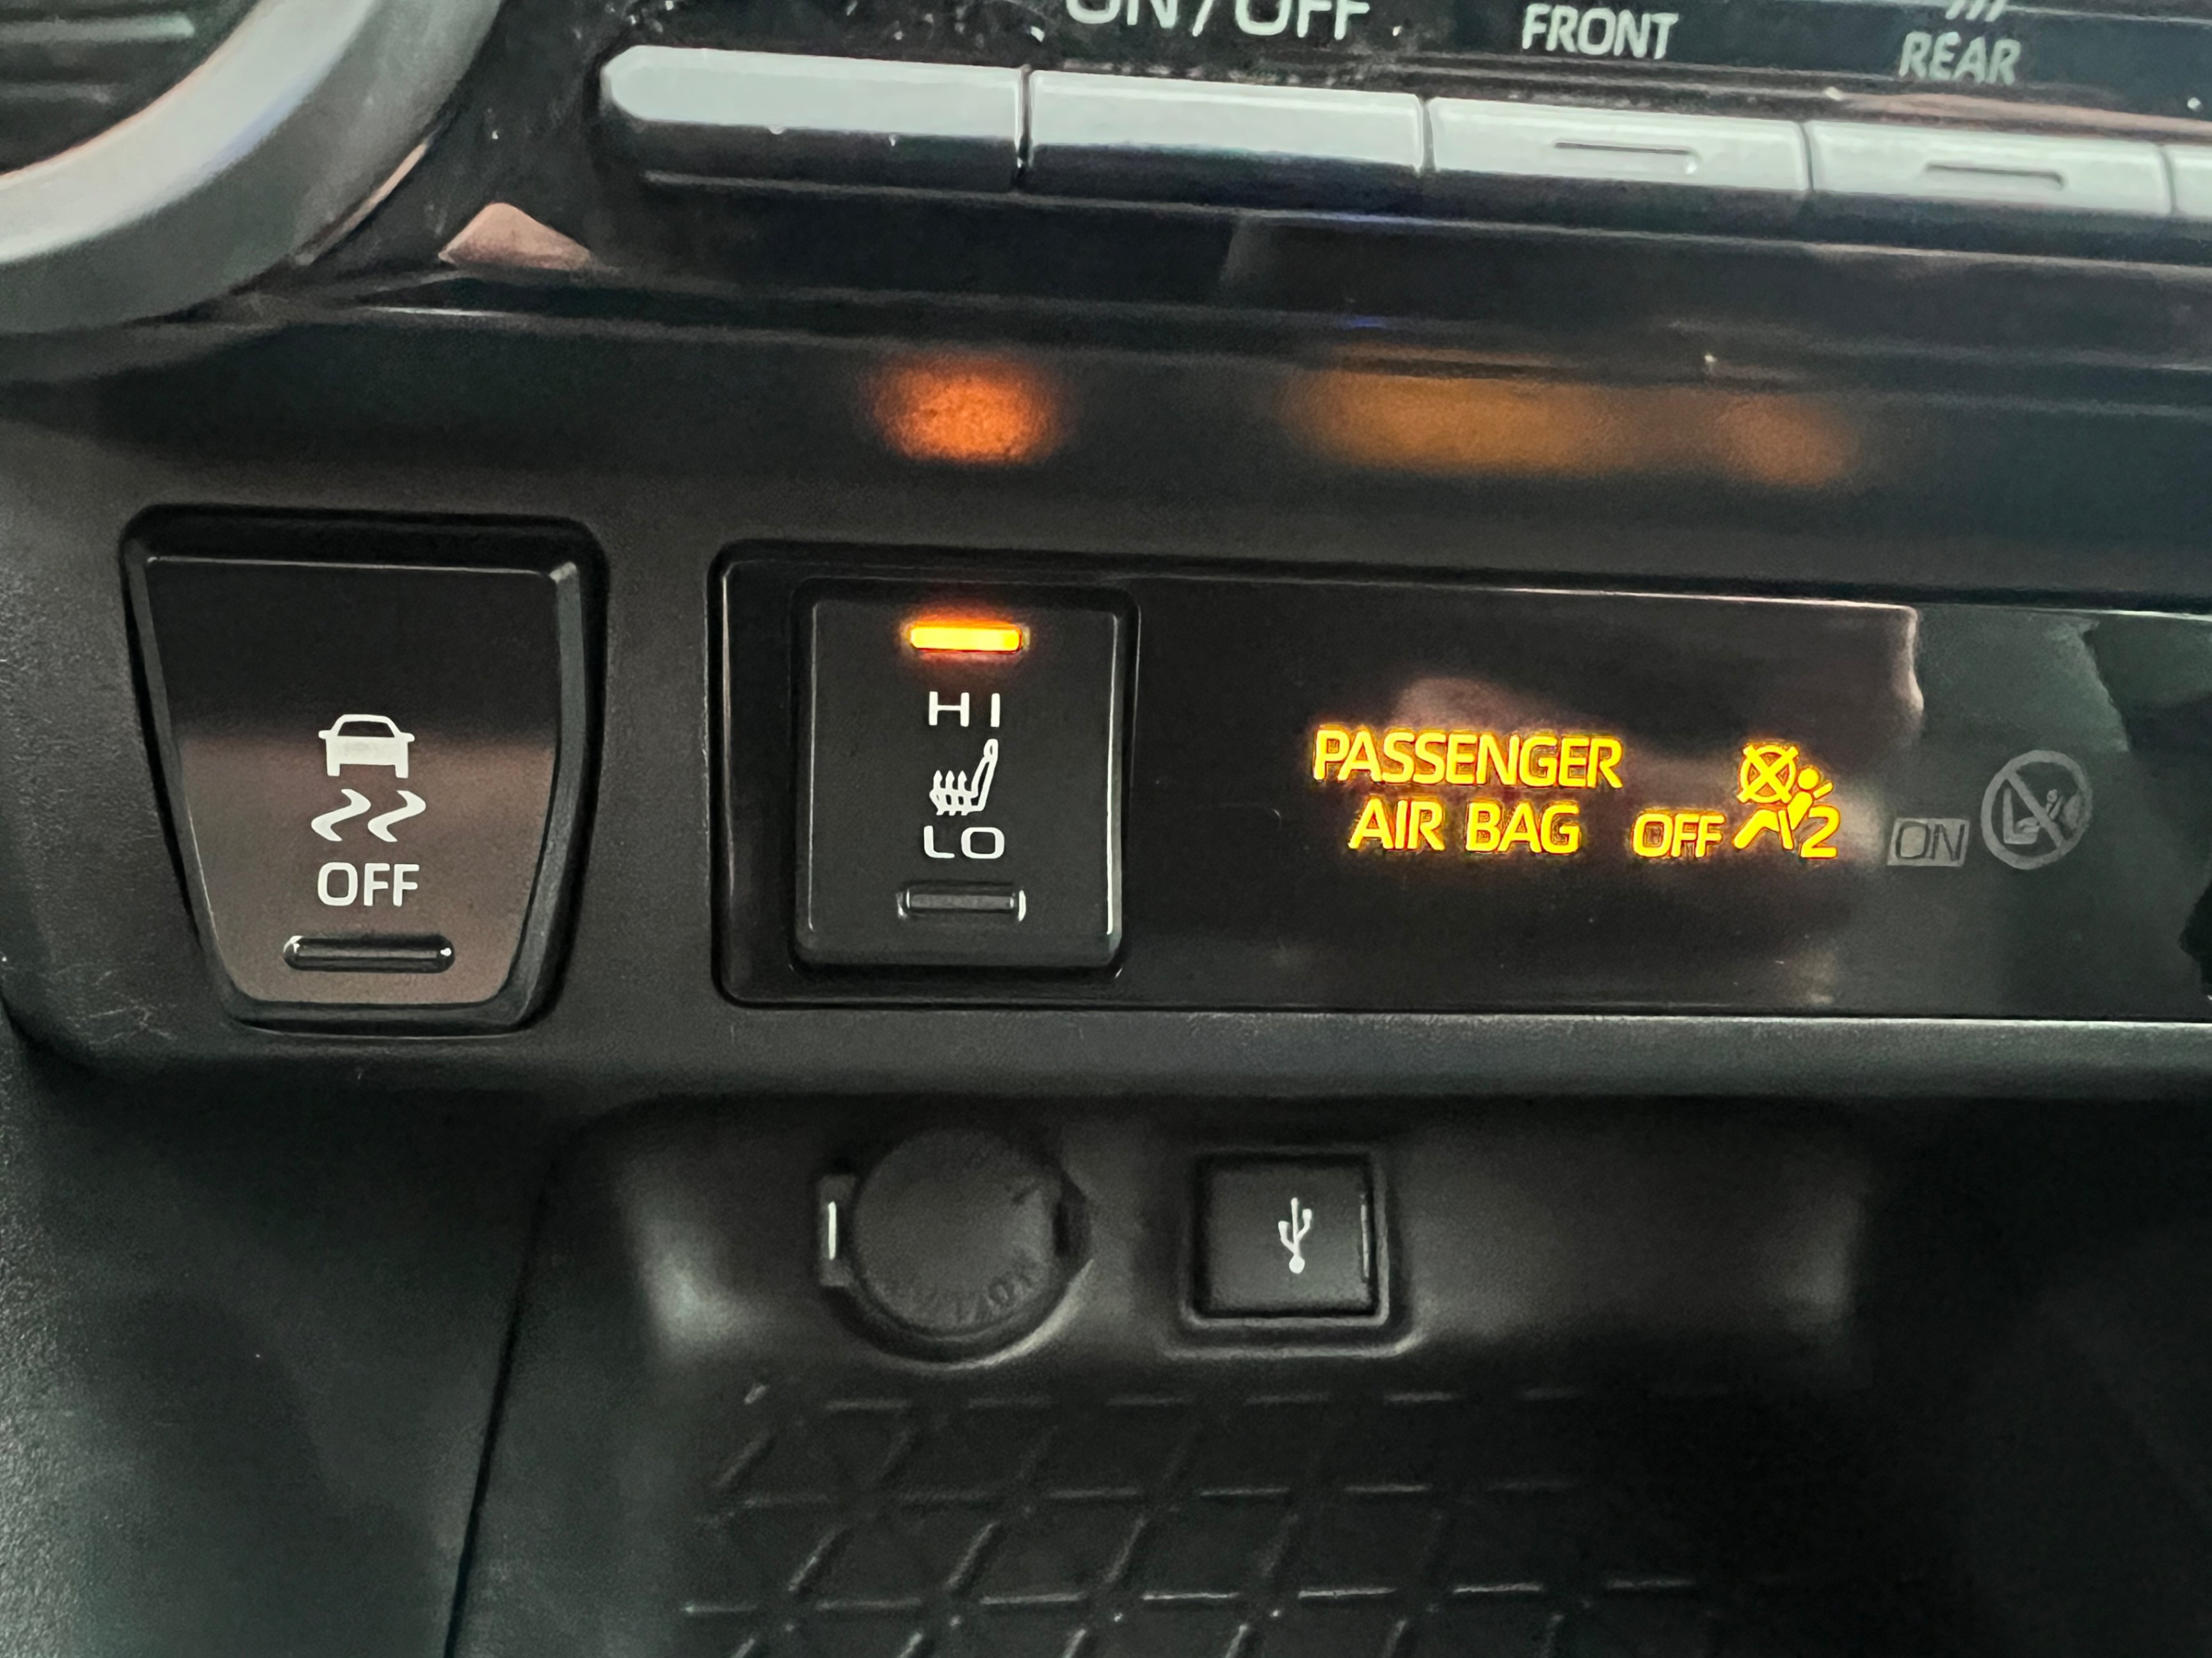 ON/OFF
FRONT
REAR
OFF
HI
LO
PASSENGER
AIR BAG OFF 2 ON